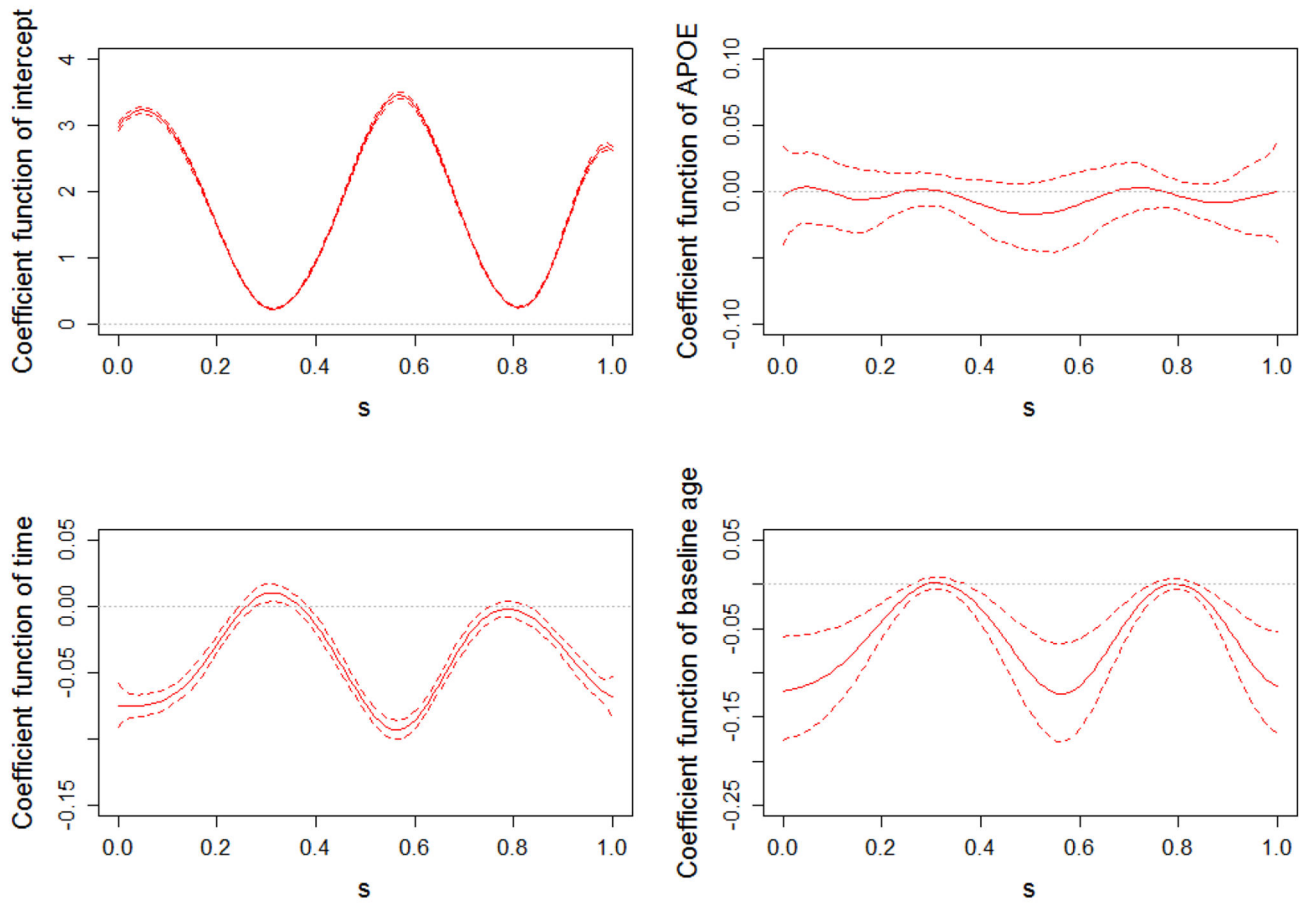 Coefficient function of intercept
4
3
2
1
0
0.0 0.2 0.4 0.6 0.8 1.0
s
Coefficient function of APOE
0.10
0.05
0.00
-0.10
0.0 0.2 0.4 0.6 0.8 1.0
s
Coefficient function of time
0.05
0.00
-0.05
-0.15
0.0 0.2 0.4 0.6 0.8 1.0
s
Coefficient function of baseline age
0.05
-0.05
-0.15
-0.25
0.0 0.2 0.4 0.6 0.8 1.0
s